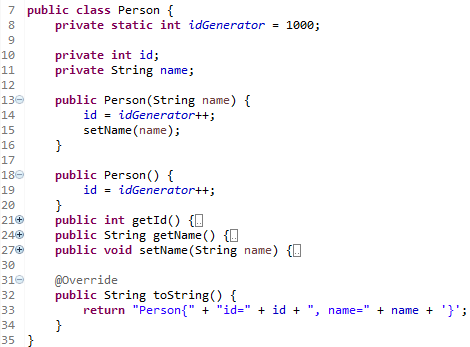 7 public class Person {
8     private static int idGenerator = 1000;
9
10     private int id;
11     private String name;
12
13     public Person(String name) {
14         id = idGenerator++;
15         setName(name);
16     }
17
18     public Person() {
19         id = idGenerator++;
20     }
21     public int getId() {
24     public String getName() {
27     public void setName(String name) {
30
31     @Override
32     public String toString() {
33         return "Person{" + "id=" + id + ", name=" + name + '}';
34     }
35 }